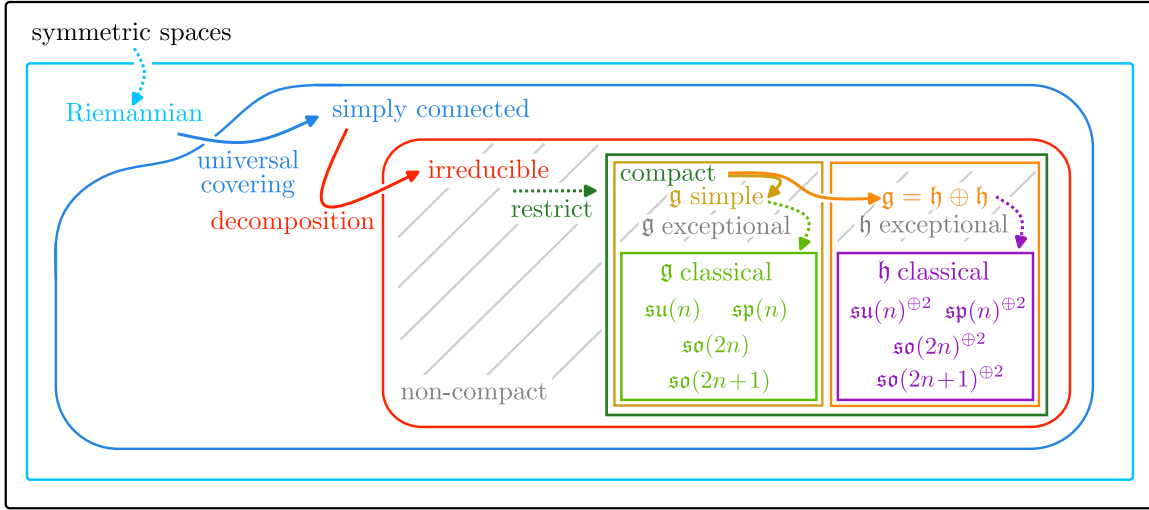 symmetric spaces
Riemannian
simply connected
universal
covering
decomposition
irreducible
restrict
non-compact
compact
𝔤 simple
𝔤 exceptional
𝔤 classical
𝔰𝔲(n) 𝔰𝔭(n)
𝔰𝔬(2n)
𝔰𝔬(2n+1)
𝔤 = 𝔥 ⊕ 𝔥
𝔥 exceptional
𝔥 classical
𝔰𝔲(n)^{⊕2} 𝔰𝔭(n)^{⊕2}
𝔰𝔬(2n)^{⊕2}
𝔰𝔬(2n+1)^{⊕2}